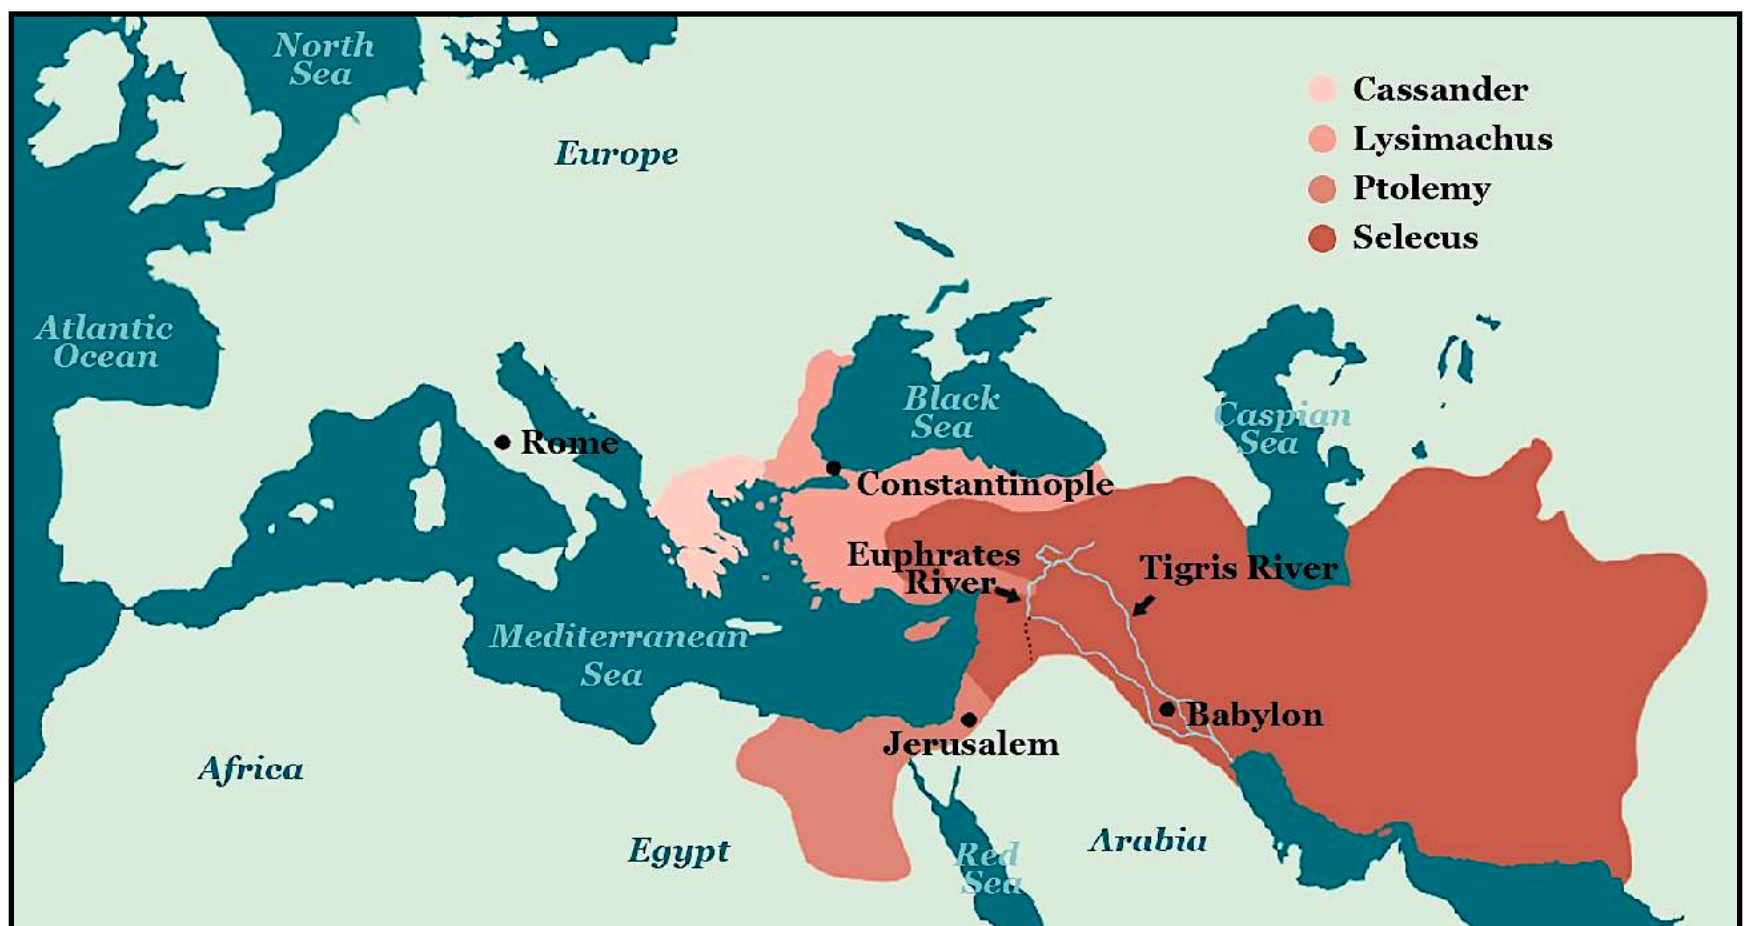 North
Sea
Cassander
Lysimachus
Europe
Ptolemy
Selecus
Atlantic
Ocean
Black
Sea
Caspian
Sea
Rome
Constantinople
Euphrates
River
Tigris River
Mediterranean
Sea
Babylon
Jerusalem
Africa
Egypt
Arabia
Red
Sea